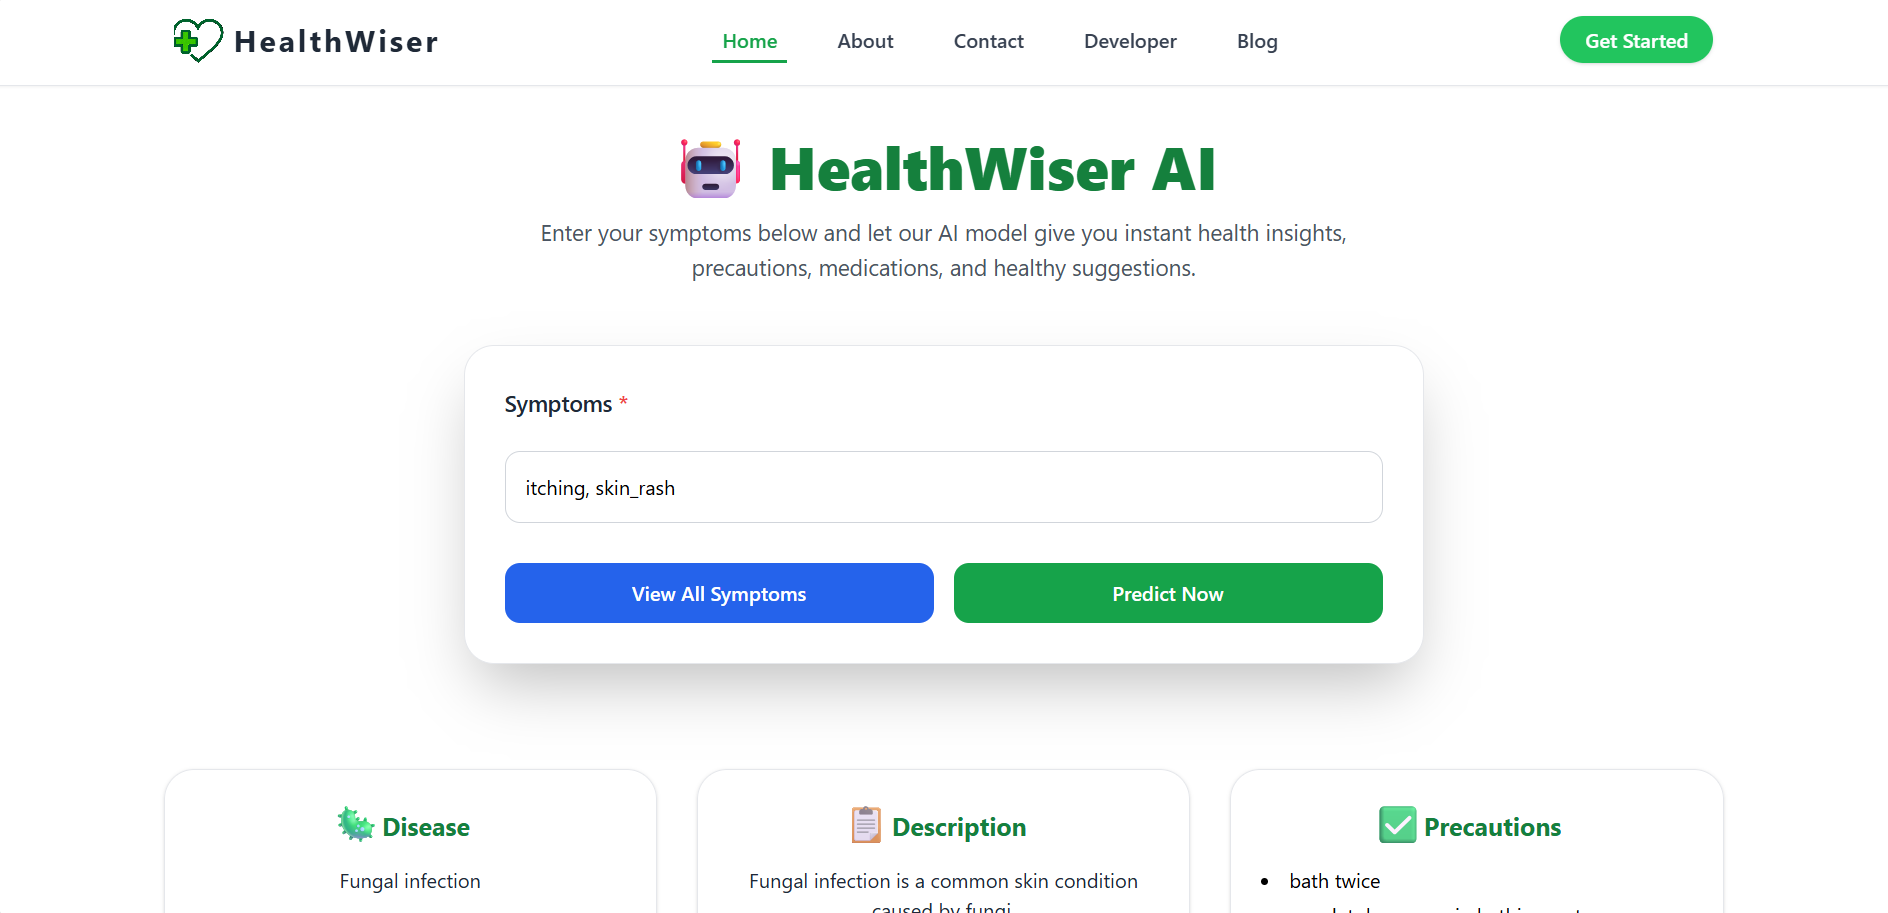 HealthWiser
Home
About
Contact
Developer
Blog
Get Started
HealthWiser AI
Enter your symptoms below and let our AI model give you instant health insights,
precautions, medications, and healthy suggestions.
Symptoms *
itching, skin_rash
View All Symptoms
Predict Now
Disease
Fungal infection
Description
Fungal infection is a common skin condition
caused by fungi.
Precautions
bath twice